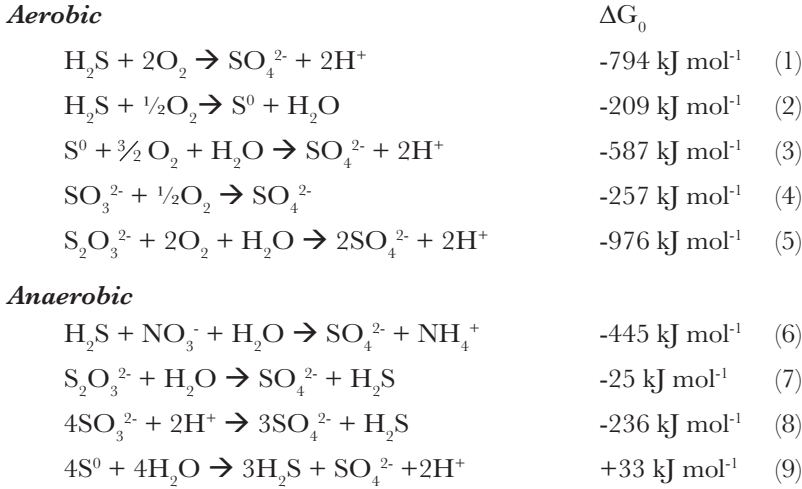 Aerobic ΔG₀
H₂S + 2O₂ → SO₄²⁻ + 2H⁺ -794 kJ mol⁻¹ (1)
H₂S + ½O₂→ S⁰ + H₂O -209 kJ mol⁻¹ (2)
S⁰ + 3⁄2 O₂ + H₂O → SO₄²⁻ + 2H⁺ -587 kJ mol⁻¹ (3)
SO₃²⁻ + ½O₂ → SO₄²⁻ -257 kJ mol⁻¹ (4)
S₂O₃²⁻ + 2O₂ + H₂O → 2SO₄²⁻ + 2H⁺ -976 kJ mol⁻¹ (5)
Anaerobic
H₂S + NO₃⁻ + H₂O → SO₄²⁻ + NH₄⁺ -445 kJ mol⁻¹ (6)
S₂O₃²⁻ + H₂O → SO₄²⁻ + H₂S -25 kJ mol⁻¹ (7)
4SO₃²⁻ + 2H⁺ → 3SO₄²⁻ + H₂S -236 kJ mol⁻¹ (8)
4S⁰ + 4H₂O → 3H₂S + SO₄²⁻ +2H⁺ +33 kJ mol⁻¹ (9)